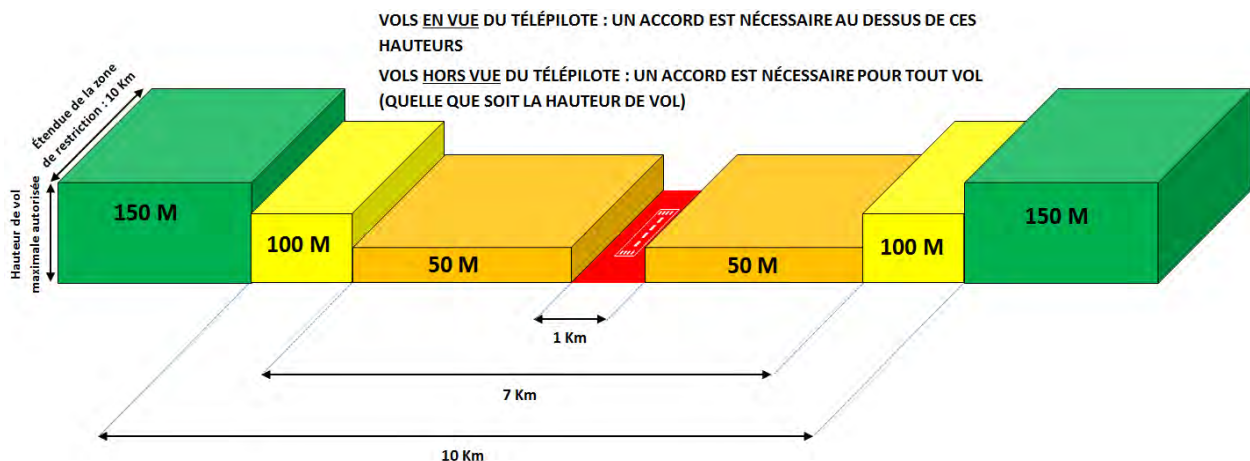 VOLS EN VUE DU TÉLÉPILOTE : UN ACCORD EST NÉCESSAIRE AU DESSUS DE CES
HAUTEURS
VOLS HORS VUE DU TÉLÉPILOTE : UN ACCORD EST NÉCESSAIRE POUR TOUT VOL
(QUELLE QUE SOIT LA HAUTEUR DE VOL)
Étendue de la zone
de restriction : 10 Km
Hauteur de vol
maximale autorisée
150 M
100 M
50 M
50 M
100 M
150 M
1 Km
7 Km
10 Km